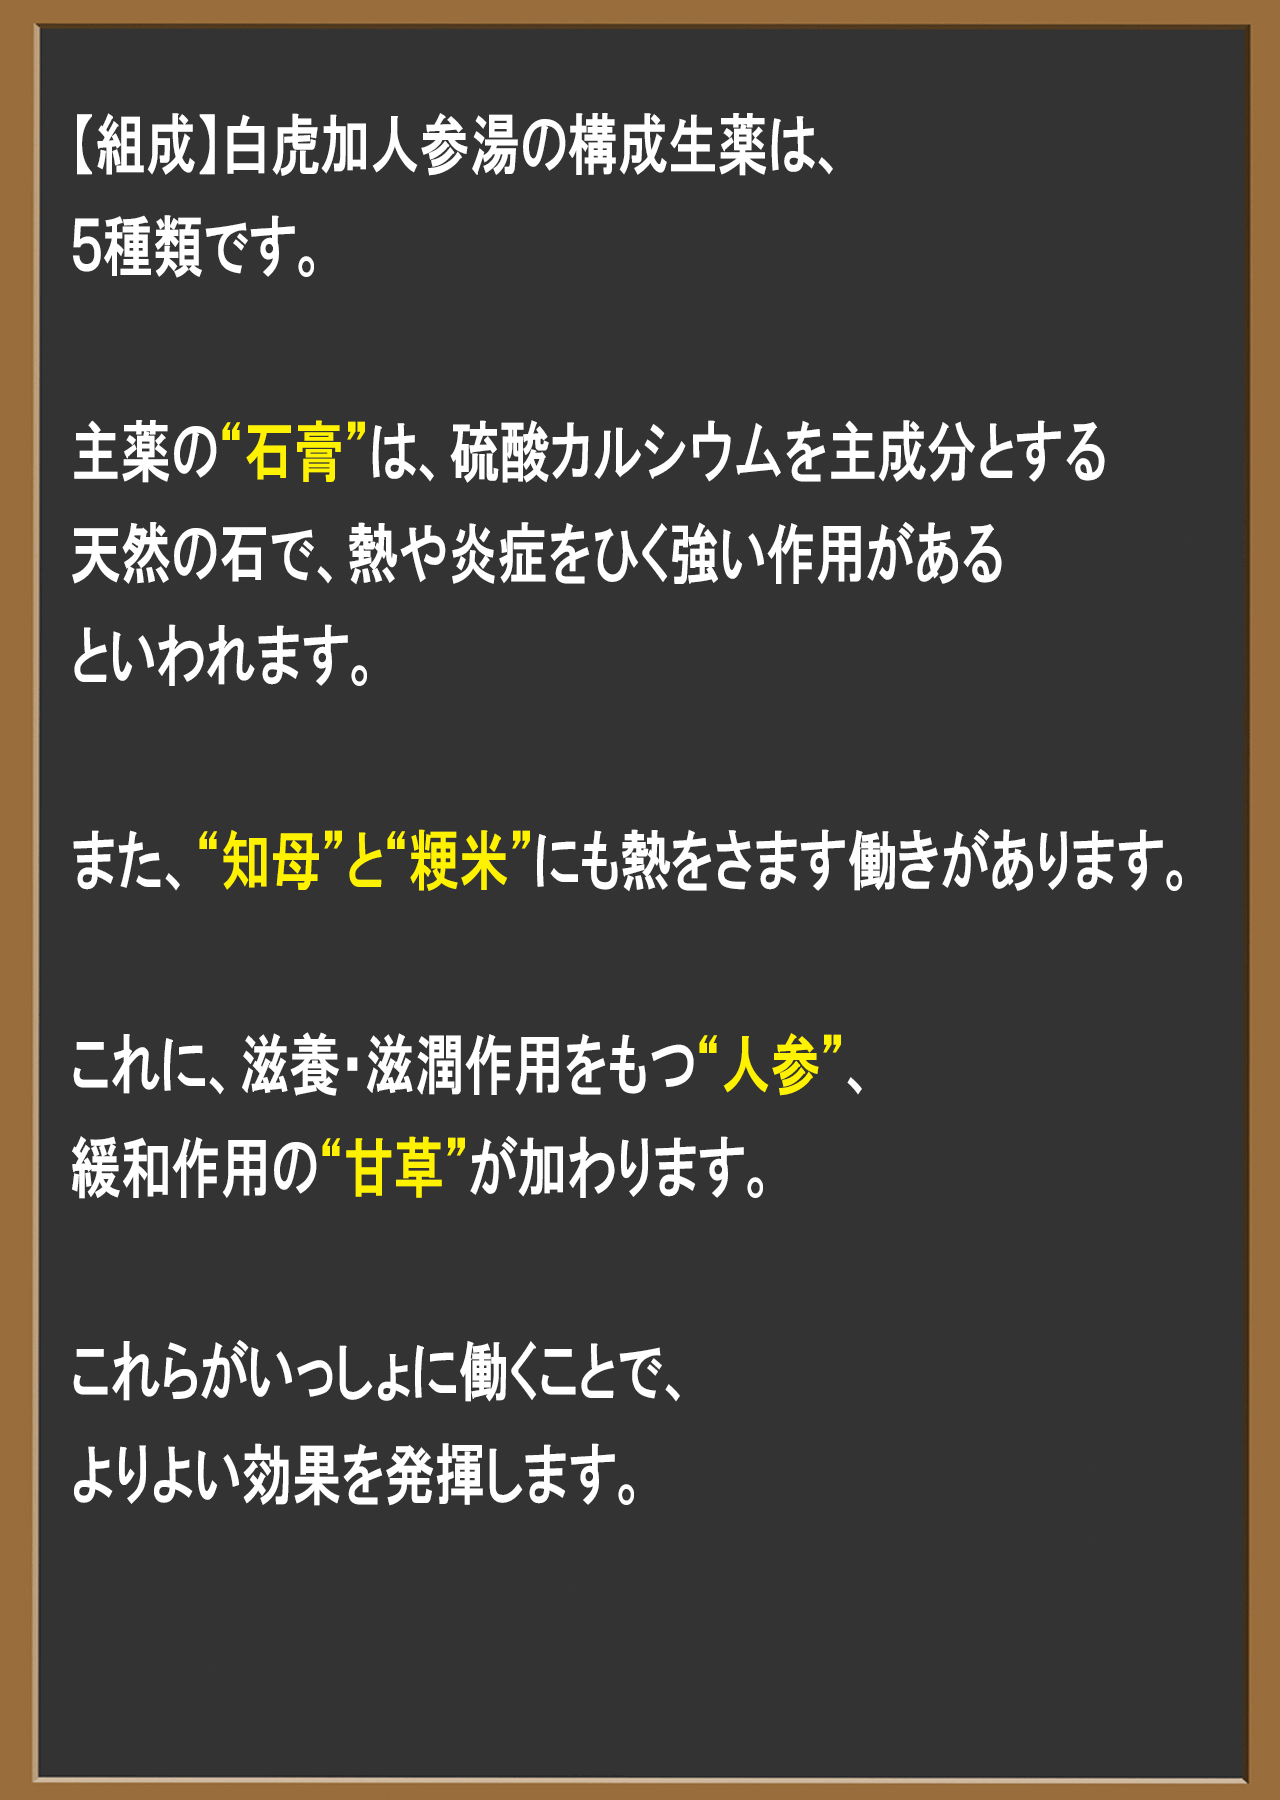 【組成】白虎加人参湯の構成生薬は、
５種類です。
主薬の“石膏”は、硫酸カルシウムを主成分とする
天然の石で、熱や炎症をひく強い作用がある
といわれます。
また、“知母”と“粳米”にも熱をさます働きがあります。
これに、滋養・滋潤作用をもつ“人参”、
緩和作用の“甘草”が加わります。
これらがいっしょに働くことで、
よりよい効果を発揮します。